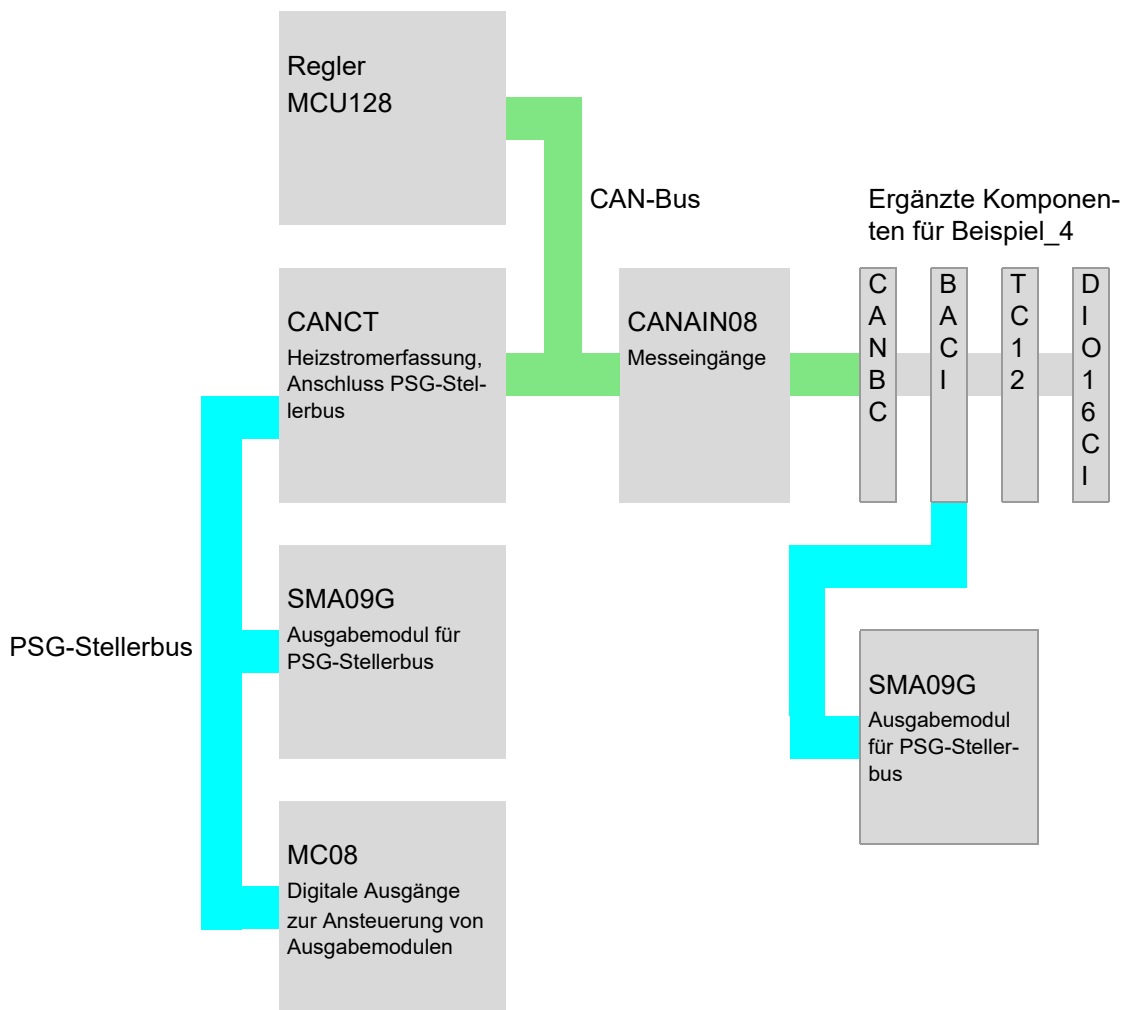 Regler
MCU128
CAN-Bus
Ergänzte Komponen-
ten für Beispiel_4
CANCT
Heizstromerfassung,
Anschluss PSG-Stel-
lerbus
CANAIN08
Messeingänge
C
A
N
B
C
B
A
C
I
T
C
1
2
D
I
O
1
6
C
I
PSG-Stellerbus
SMA09G
Ausgabemodul für
PSG-Stellerbus
SMA09G
Ausgabemodul
für PSG-Steller-
bus
MC08
Digitale Ausgänge
zur Ansteuerung von
Ausgabemodulen